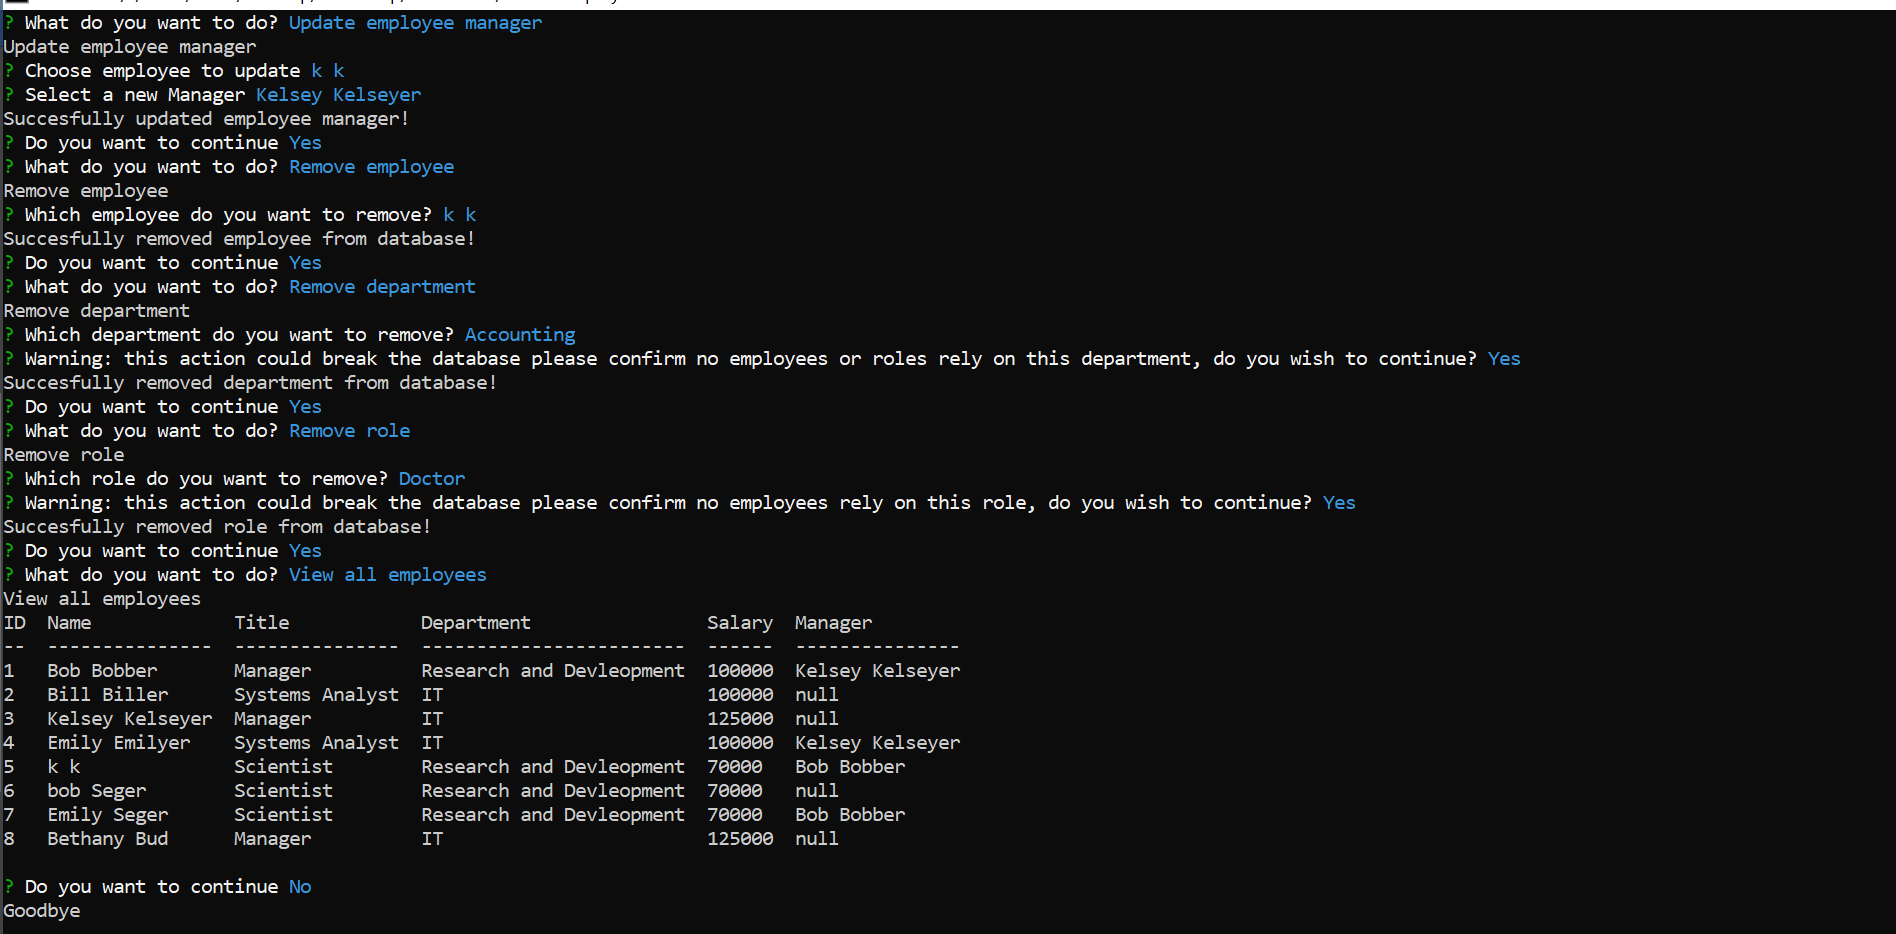 ? What do you want to do? Update employee manager
Update employee manager
? Choose employee to update k k
? Select a new Manager Kelsey Kelseyer
Succesfully updated employee manager!
? Do you want to continue Yes
? What do you want to do? Remove employee
Remove employee
? Which employee do you want to remove? k k
Succesfully removed employee from database!
? Do you want to continue Yes
? What do you want to do? Remove department
Remove department
? Which department do you want to remove? Accounting
? Warning: this action could break the database please confirm no employees or roles rely on this department, do you wish to continue? Yes
Succesfully removed department from database!
? Do you want to continue Yes
? What do you want to do? Remove role
Remove role
? Which role do you want to remove? Doctor
? Warning: this action could break the database please confirm no employees rely on this role, do you wish to continue? Yes
Succesfully removed role from database!
? Do you want to continue Yes
? What do you want to do? View all employees
View all employees
ID  Name             Title            Department                Salary  Manager
--  ---------------  ---------------  ------------------------  ------  ---------------
1   Bob Bobber       Manager          Research and Devleopment  100000  Kelsey Kelseyer
2   Bill Biller      Systems Analyst  IT                        100000  null
3   Kelsey Kelseyer  Manager          IT                        125000  null
4   Emily Emilyer    Systems Analyst  IT                        100000  Kelsey Kelseyer
5   k k              Scientist        Research and Devleopment  70000   Bob Bobber
6   bob Seger        Scientist        Research and Devleopment  70000   null
7   Emily Seger      Scientist        Research and Devleopment  70000   Bob Bobber
8   Bethany Bud      Manager          IT                        125000  null
? Do you want to continue No
Goodbye